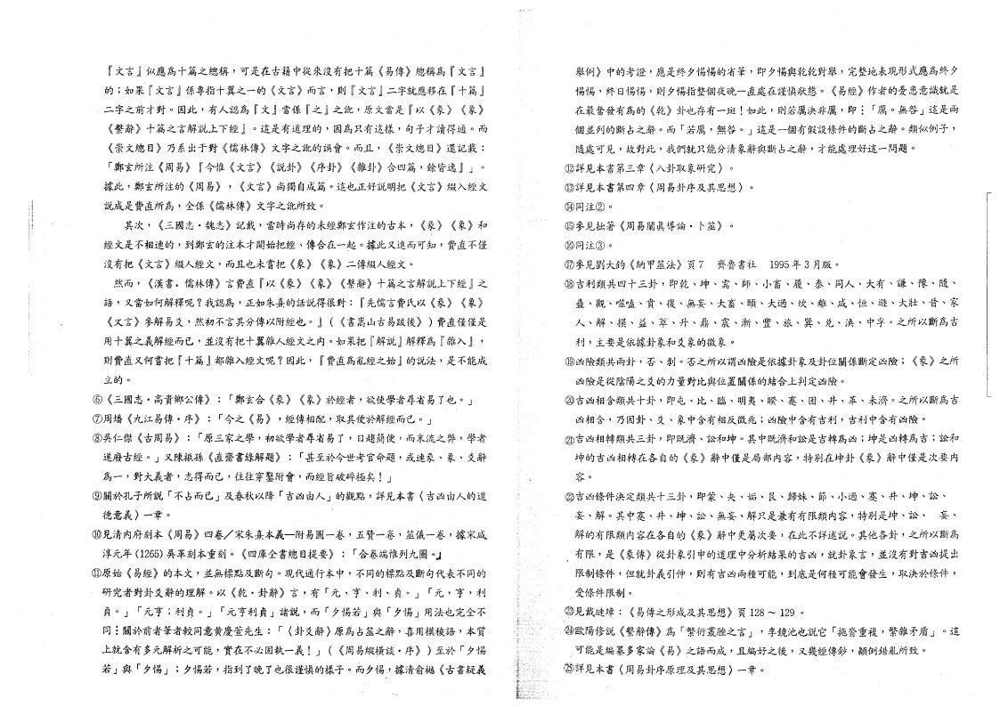 『文言』似應為十篇之總稱，可是在古籍中從來沒有把十篇《易傳》總稱為『文言』
的；如果『文言』係專指十翼之一的《文言》而言，則『文言』二字就應移在『十篇』
二字之前才對。因此，有人認為『文』當係『之』之訛，原文當是『以《彖》《象》
《繫辭》十篇之言解說上下經』。這是有道理的，因為只有這樣，句子才讀得通。而
《崇文總目》乃系出于對《儒林傳》文字之訛的誤會。而且，《崇文總目》還記載：
「鄭玄所注《周易》『今惟《文言》《說卦》《序卦》《雜卦》合四篇，餘皆逸』」。
據此，鄭玄所注的《周易》，《文言》尚獨自成篇。這也正好說明把《文言》綴入經文
說成是費直所為，全係《儒林傳》文字之訛所致。
其次，《三國志·魏志》記載，當時尚存的未經鄭玄作注的古本，《彖》《象》和
經文是不相連的，到鄭玄的注本才開始把經、傳合在一起。據此又進而可知，費直不僅
沒有把《文言》綴人經文，而且也未嘗把《彖》《象》二傳綴人經文。
然而，《漢書·儒林傳》言費直『以《彖》《象》《繫辭》十篇之言解說上下經』之
語，又當如何解釋呢？我認為，正如朱熹的話說得很對：『先儒言費氏以《彖》《象》
《文言》參解易爻，然初不言其分傳以附經也。』（《書嵩山古易跋後》）費直僅僅是
用十翼之義解經而已，並沒有把十翼雜人經文之內。如果把『解說』解釋為『雜入』，
則費直又何嘗把『十篇』都雜入經文呢？因此，『費直為亂經之始』的說法，是不能成
立的。
⑥《三國志·高貴鄉公傳》：「鄭玄合《彖》《象》於經者，欲使學者尋省易了也。」
⑦周燔《九江易傳·序》：「今之《易》，經傳相配，取其便於解經而已。」
⑧吳仁傑《古周易》：「原三家之學，初欲學者尋省易了，日趨簡便，而末流之弊，學者
遂廢古經。」又陳振孫《直齋書錄解題》：「甚至於今世考官命題，或連彖、象、爻辭
為一，對大義者，志得而已，往往穿鑿附會，而經旨破碎極矣！」
⑨關於孔子所說「不占而已」及春秋以降「吉凶由人」的觀點，詳見本書〈吉凶由人的道
德意義〉一章。
⑩見清內府刻本《周易》四卷／宋朱熹本義—附易圖一卷，五贊一卷，筮儀一卷，據宋咸
淳元年(1265)吳革刻本重刻。《四庫全書總目提要》：「合卷端惟列九圖。」
⑪原始《易經》的本文，並無標點及斷句。現代通行本中，不同的標點及斷句代表不同的
研究者對卦爻辭的理解。以《乾·卦辭》言，有「元、亨、利、貞。」「元，亨，利
貞。」「元亨；利貞。」「元亨利貞」諸說，而「夕惕若」與「夕惕」用法也完全不
同⋮關於前者筆者較同意黃慶萱先生：「〈卦爻辭〉原為占筮之辭，喜用模稜語，本質
上就含有多元解析之可能，實在不必固執一義！」（《周易縱橫談·序》）至於「夕惕
若」與「夕惕」；夕惕若，指到了晚了也很謹慎的樣子。而夕惕，據清俞樾《古書疑義
舉例》中的考證，應是終夕惕惕的省筆，即夕惕與乾乾對舉，完整地表現形式應為終夕
惕惕，終日惕惕，則夕惕指整個夜晚一直處在謹慎狀態。《易經》作者的憂患意識就是
在最奮發有為的《乾》卦也存有一斑！如此，則若厲決非厲，即⋮「厲。無咎」這是兩
個並列的斷占之辭。而「若厲，無咎。」這是一個有假設條件的斷占之辭。類似例子，
隨處可見，故對此，我們就只能分清象辭與斷占之辭，才能處理好這一問題。
⑫詳見本書第三章〈八卦取象研究〉。
⑬詳見本書第四章〈周易卦序及其思想〉。
⑭同注②。
⑮參見拙著《周易闡真導論·卜筮》。
⑯同注③。
⑰參見劉大鈞《納甲筮法》頁7　齊魯書社　1995年3月版。
⑱吉利類共四十三卦，即乾、坤、需、師、小畜、履、泰、同人、大有、謙、豫、隨、
蠱、觀、噬嗑、賁、復、無妄、大畜、頤、大過、坎、離、咸、恒、遯、大壯、晉、家
人、解、損、益、萃、升、鼎、震、漸、豐、旅、巽、兌、渙、中孚。之所以斷為吉
利，主要是依據卦象和爻象的徵象。
⑲凶險類共兩卦，否、剝。否之所以謂凶險是依據卦象及卦位關係斷定凶險；《彖》之所
凶險是從陰陽之爻的力量對比與位置關係的結合上判定凶險。
⑳吉凶相含類共十卦，即屯、比、臨、明夷、睽、蹇、困、井、革、未濟。之所以斷為吉
凶相含，乃因卦、爻、象中含有相反徵兆；凶險中含有吉利，吉利中含有凶險。
㉑吉凶相轉類共三卦，即既濟、訟和坤。其中既濟和訟是吉轉為凶；坤是凶轉為吉；訟和
坤的吉凶相轉在各自的《彖》辭中僅是局部內容，特別在坤卦《彖》辭中僅是次要內
容。
㉒吉凶條件決定類共十三卦，即蒙、夬、姤、艮、歸妹、節、小過、蹇、井、坤、訟、
妄、解。其中蹇、井、坤、訟、無妄、解只是兼有有限類內容，特別是坤、訟、　妄、
解的有限類內容在各自的《彖》辭中更屬次要，在此不詳述說。其他各卦，之所以斷為
有限，是《彖傳》從卦象引中的道理中分析結果的吉凶，就卦象言，並沒有對吉凶提出
限制條件，但就卦義引伸，則有吉凶兩種可能，到底是何種可能會發生，取決於條件，
受條件限制。
㉓見戴璉璋：《易傳之形成及其思想》頁128～129。
㉔歐陽修說《繫辭傳》為「繁衍叢脞之言」，李鏡池也說它「拖沓重複，繁雜矛盾」。這
可能是編纂多家論《易》之語而成，且編好之後，又幾經傳鈔，顛倒錯亂所致。
㉕詳見本書〈周易卦序原理及其思想〉一章。